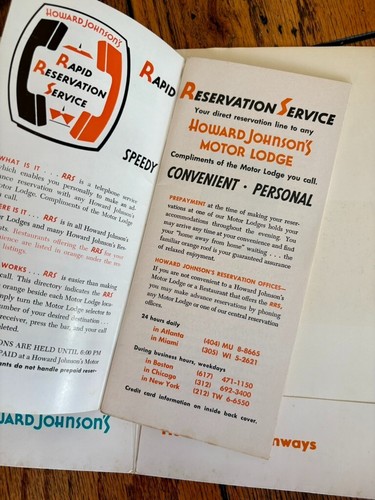 HOWARD JOHNSON'S
RAPID
RESERVATION
SERVICE
RAPID
SPEEDY
WHAT IS IT . . RRS is a telephone service
which enables you personally to make an ad-
reservation with any Howard Johnson's
Compliments of the Motor Lodge
call.
IS IT . . RRS is in all Howard Johnson's
Lodges and many Howard Johnson's Res-
Restaurants offering the RRS for your
are listed in orange under the
listings.
WORKS . . RRS is easier than making
call. This directory indicates the RRS
orange beside each Motor Lodge loca-
turn the Motor Lodge selector to
number of your desired destination
receiver, press the bar, and your call
ARE HELD UNTIL 6:00 PM
PAID at a Howard Johnson's Motor
do not handle prepaid reser-
RESERVATION SERVICE
Your direct reservation line to any
HOWARD JOHNSON'S
MOTOR LODGE
Compliments of the Motor Lodge you call.
CONVENIENT · PERSONAL
PREPAYMENT at the time of making your reser-
vations at one of our Motor Lodges holds your
accommodations throughout the evening. You
may arrive any time at your convenience and find
your "home away from home" waiting . . . the
familiar orange roof is your guaranteed assurance
of relaxed enjoyment.
HOWARD JOHNSON'S RESERVATION OFFICES—
If you are not convenient to a Howard Johnson's
Motor Lodge or a Restaurant that offers the RRS,
you may make advance reservations by phoning
any Motor Lodge or one of our central reservation
offices.
24 hours daily
in Atlanta (404) MU 8-8665
in Miami (305) WI 5-2621
During business hours, weekdays
in Boston (617) 471-1150
in Chicago (312) 692-3400
in New York (212) TW 6-6550
Credit card information on inside back cover.
JOHNSON'S